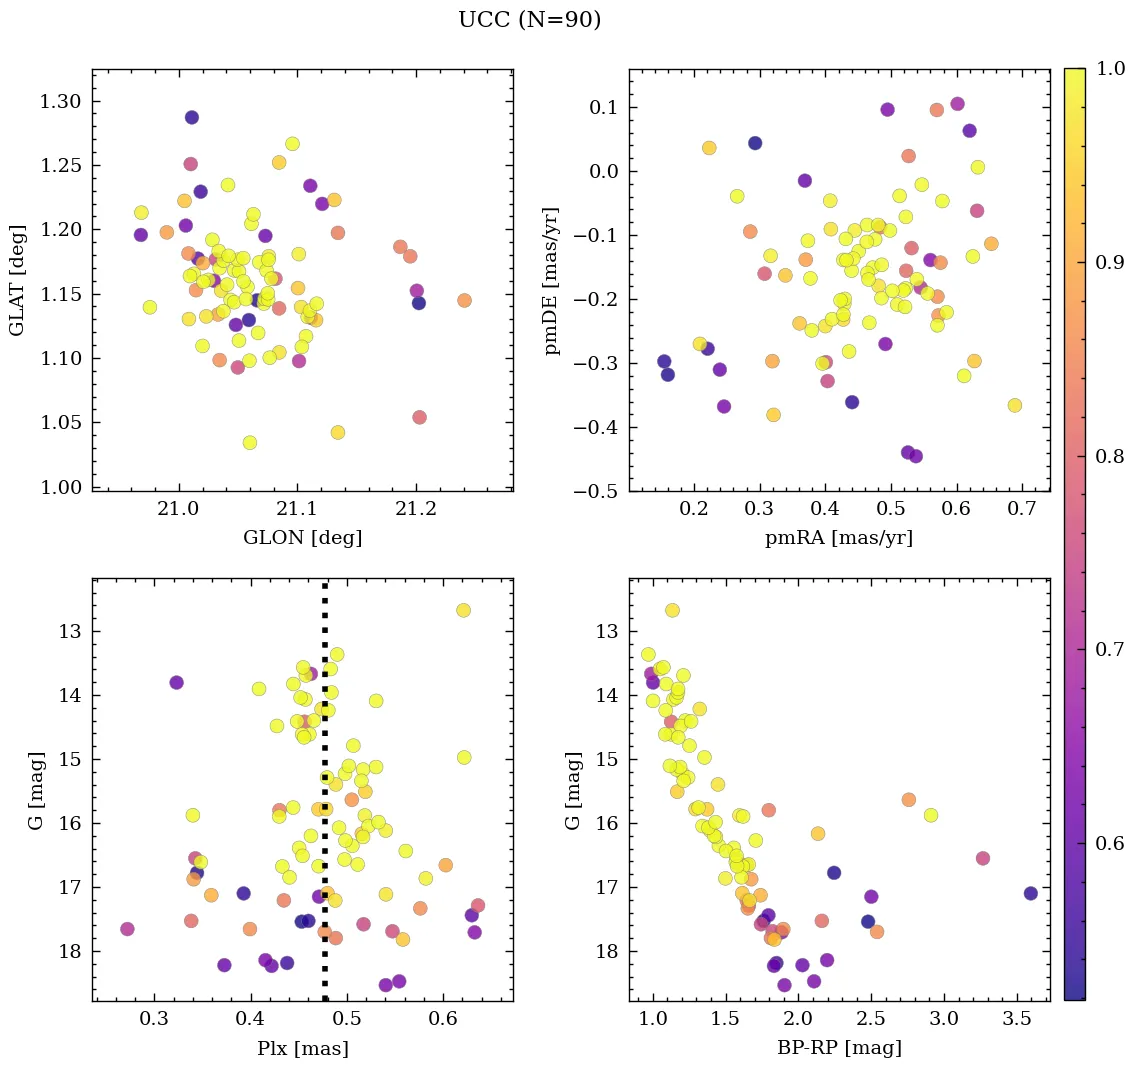 UCC (N=90)
1.30
1.25
1.20
1.15
1.10
1.05
1.00
GLAT [deg]
21.0 21.1 21.2
GLON [deg]
0.1
0.0
−0.1
−0.2
−0.3
−0.4
−0.5
pmDE [mas/yr]
0.2 0.3 0.4 0.5 0.6 0.7
pmRA [mas/yr]
1.0
0.9
0.8
0.7
0.6
13
14
15
16
17
18
G [mag]
0.3 0.4 0.5 0.6
Plx [mas]
13
14
15
16
17
18
G [mag]
1.0 1.5 2.0 2.5 3.0 3.5
BP-RP [mag]